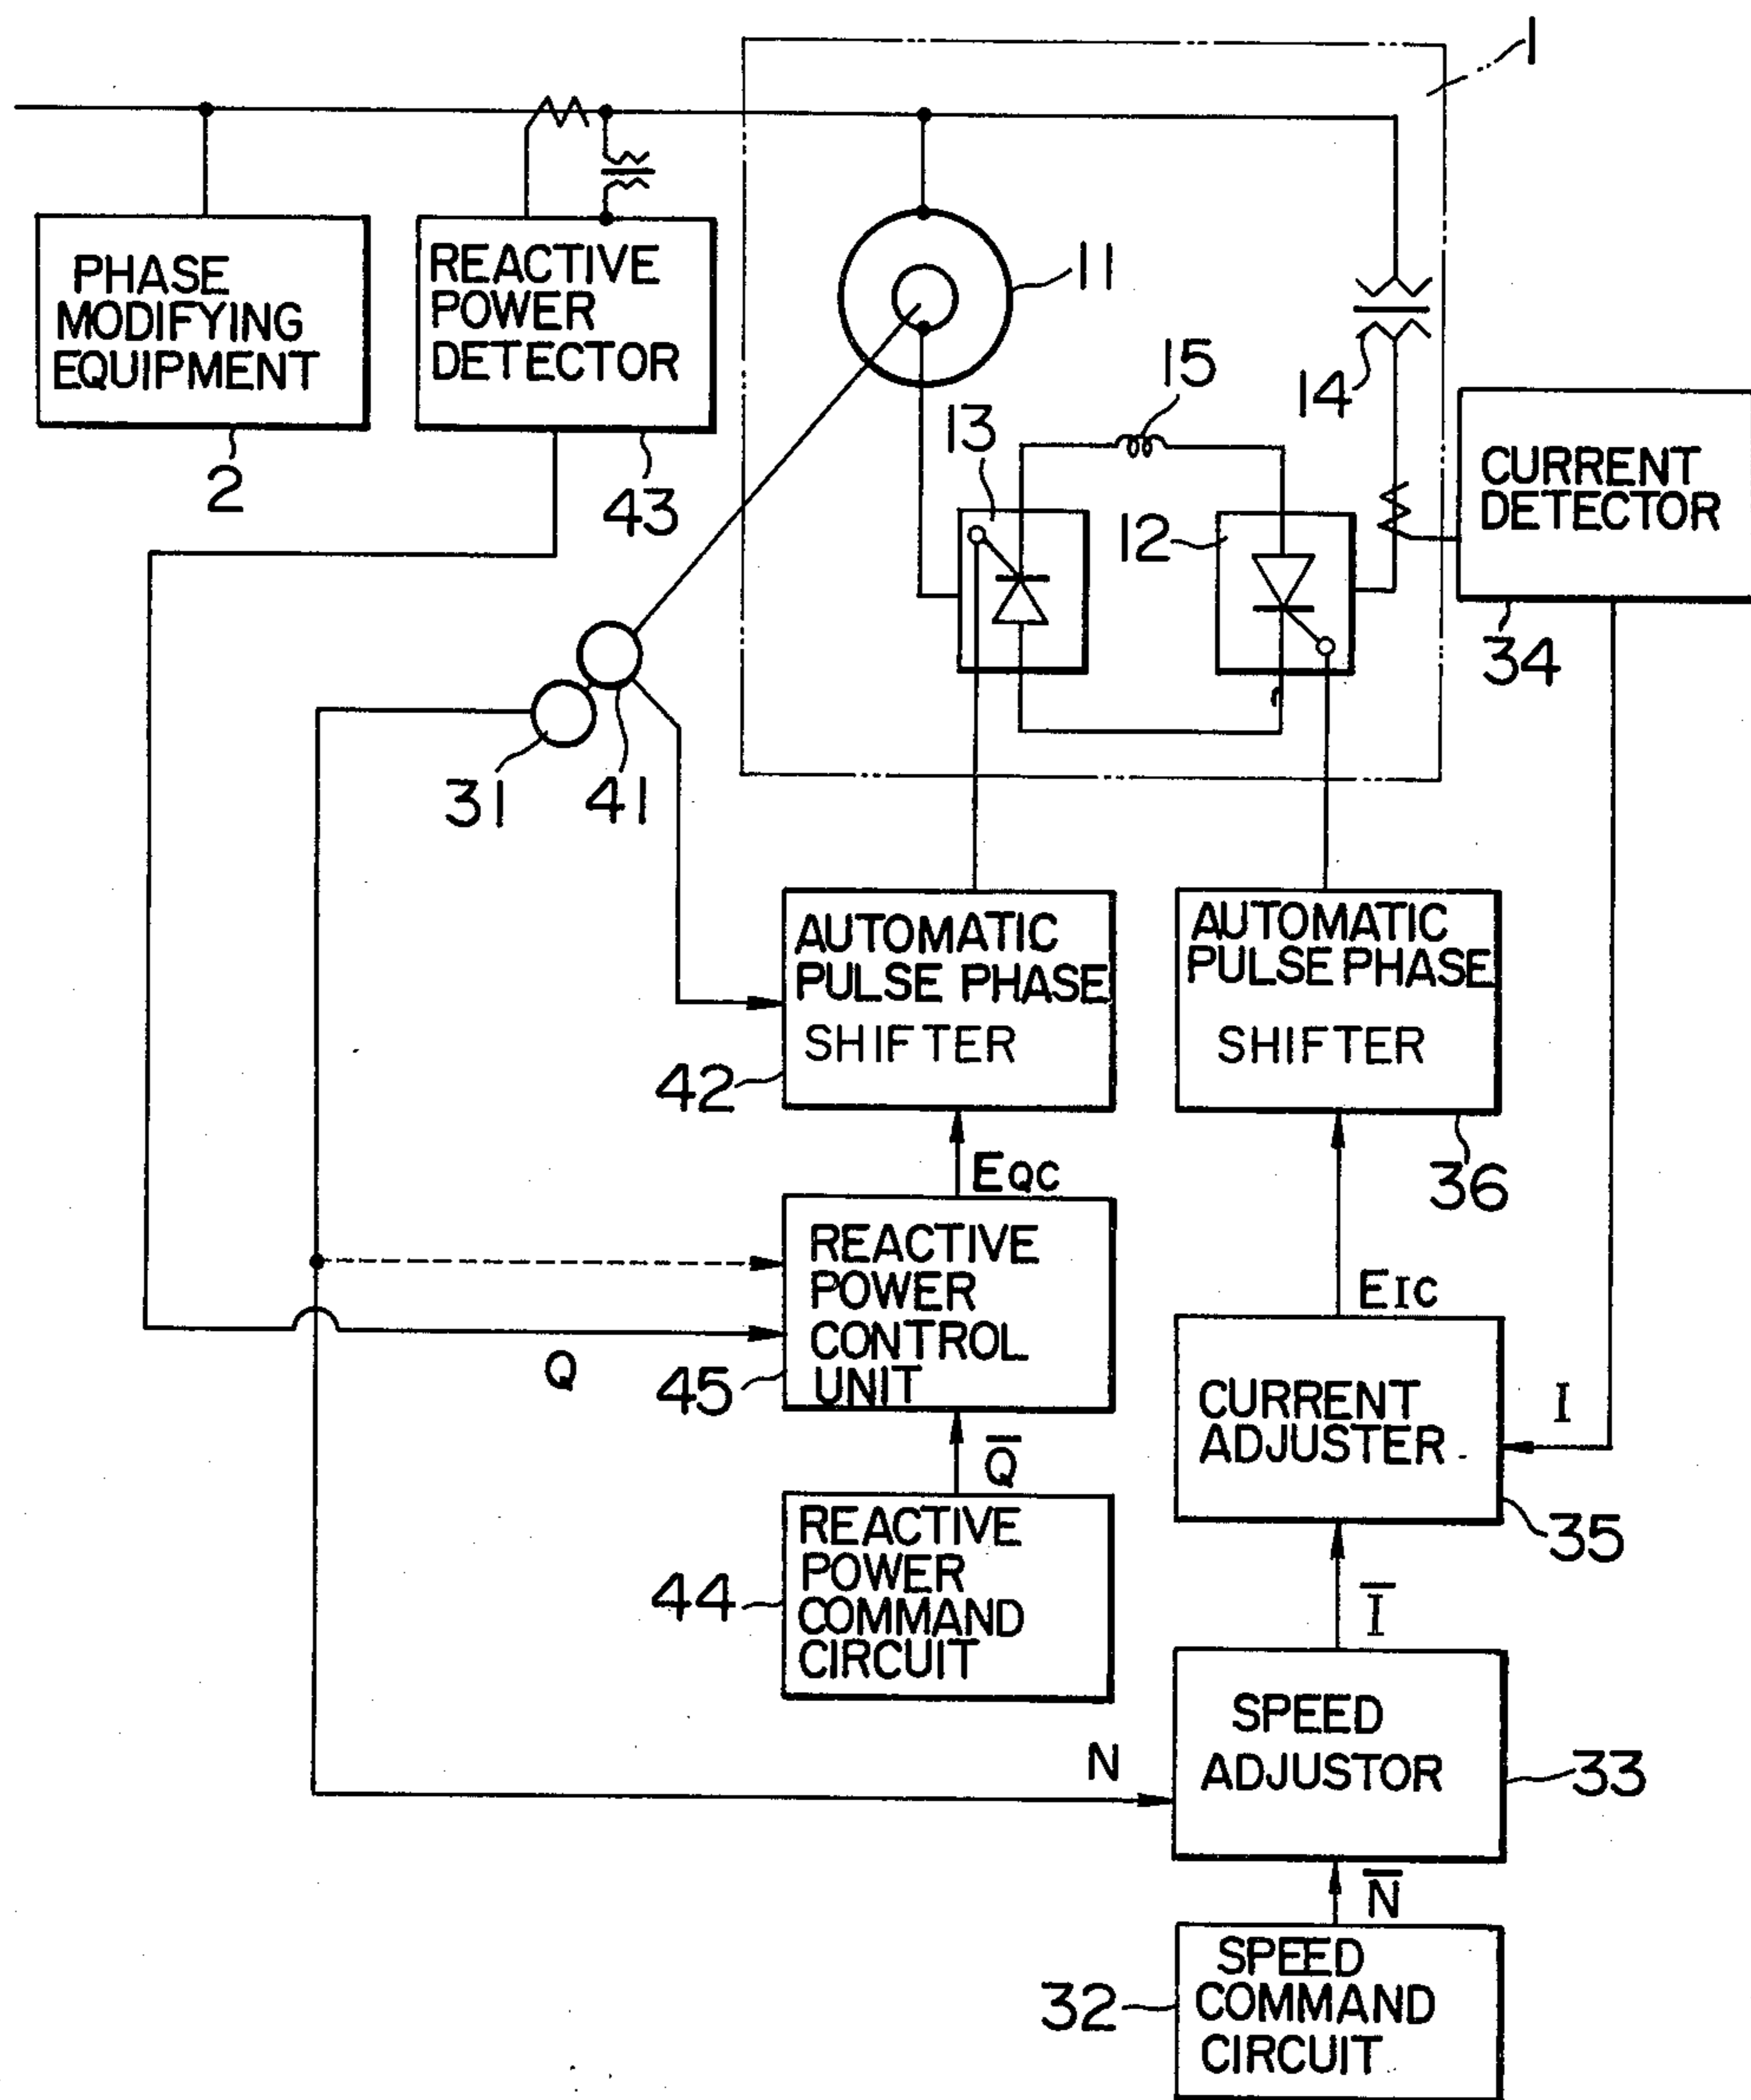 1
PHASE
MODIFYING
EQUIPMENT
2
REACTIVE
POWER
DETECTOR
43
11
15
14
13
12
CURRENT
DETECTOR
34
31
41
AUTOMATIC
PULSE PHASE
SHIFTER
42
AUTOMATIC
PULSE PHASE
SHIFTER
36
EQC
REACTIVE
POWER
CONTROL
UNIT
45
Q
EIC
CURRENT
ADJUSTER
I
35
Q̅
REACTIVE
POWER
COMMAND
CIRCUIT
44
I̅
SPEED
ADJUSTOR
33
N
N̅
SPEED
COMMAND
CIRCUIT
32